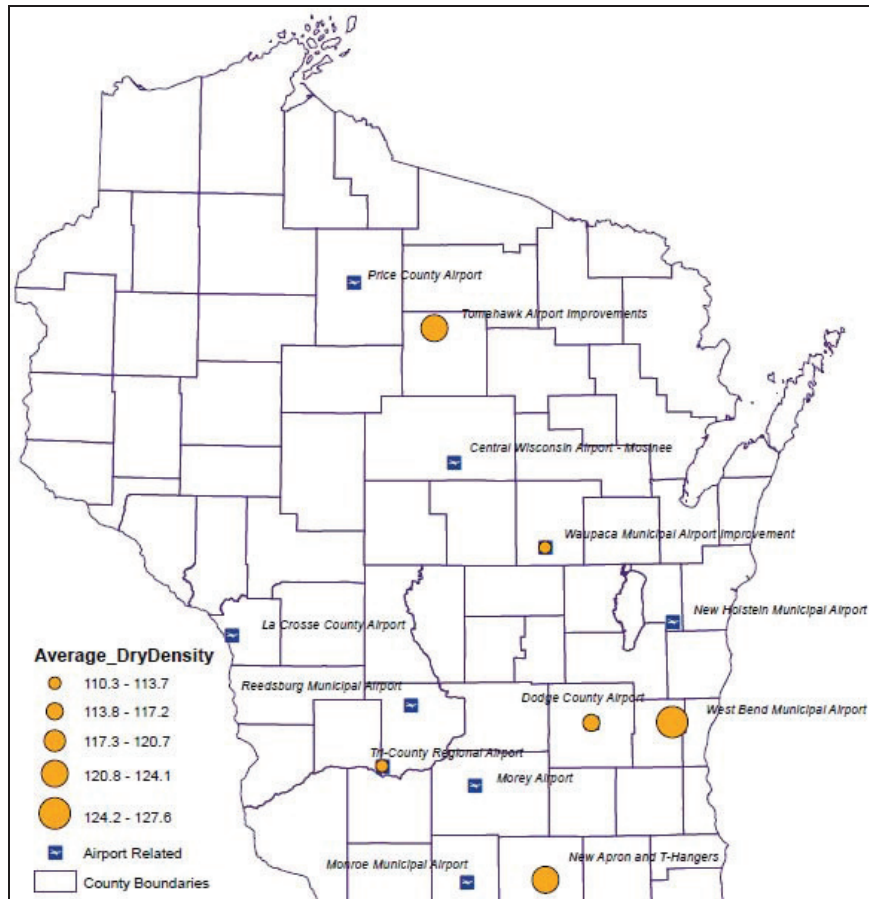 Price County Airport
Tomahawk Airport Improvements
Central Wisconsin Airport - Mosinee
Waupaca Municipal Airport Improvement
New Holstein Municipal Airport
La Crosse County Airport
Average_DryDensity
110.3 - 113.7
113.8 - 117.2
117.3 - 120.7
120.8 - 124.1
124.2 - 127.6
Airport Related
County Boundaries
Reedsburg Municipal Airport
Dodge County Airport
West Bend Municipal Airport
Tri-County Regional Airport
Morey Airport
Monroe Municipal Airport
New Apron and T-Hangers